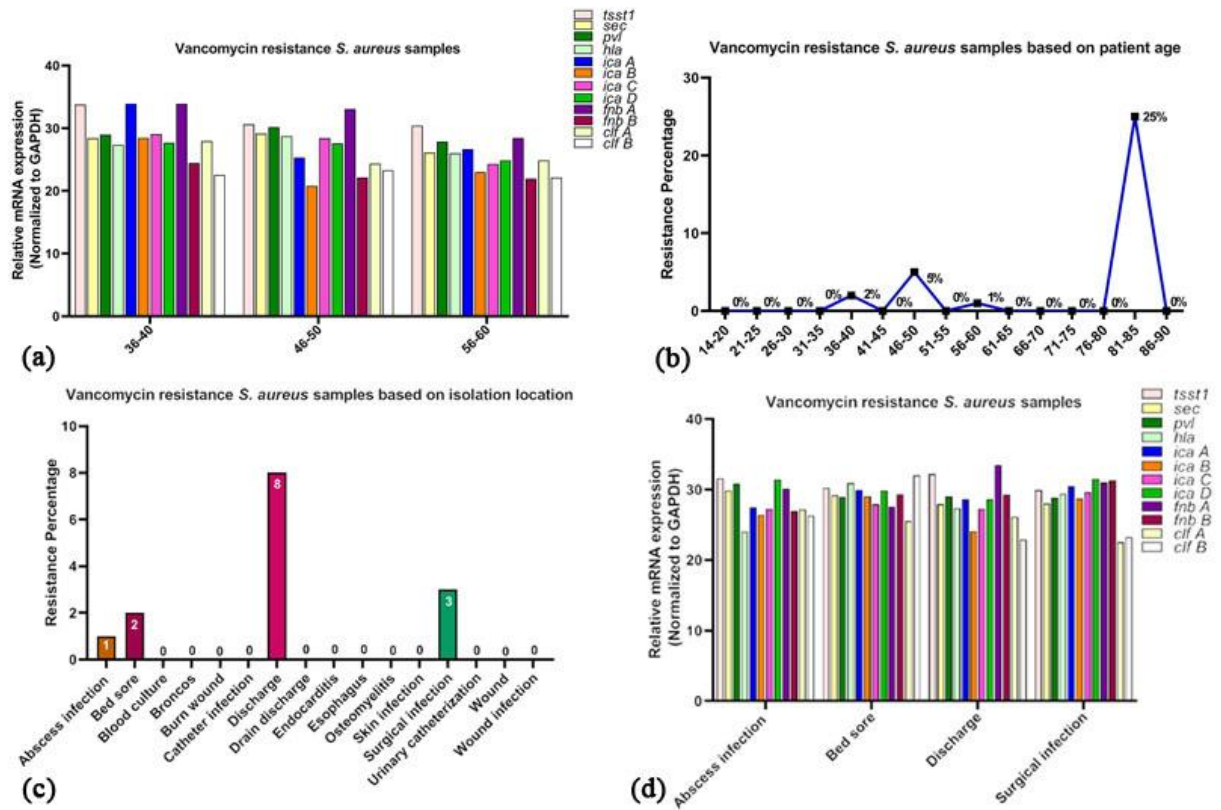 Vancomycin resistance S. aureus samples
Relative mRNA expression
(Normalized to GAPDH)
40
30
20
10
0
36-40
46-50
56-60
tsst1
sec
pvl
hla
ica A
ica B
ica C
ica D
fnb A
fnb B
clf A
clf B
(a)
Vancomycin resistance S. aureus samples based on patient age
Resistance Percentage
30
20
10
0
0%
0%
0%
0%
2%
0%
5%
0%
1%
0%
0%
0%
0%
25%
0%
14-20
21-25
26-30
31-35
36-40
41-45
46-50
51-55
56-60
61-65
66-70
71-75
76-80
81-85
86-90
(b)
Vancomycin resistance S. aureus samples based on isolation location
Resistance Percentage
10
8
6
4
2
0
1
2
0
0
0
0
8
0
0
0
0
0
3
0
0
0
Abscess infection
Bed sore
Blood culture
Broncos
Burn wound
Catheter infection
Discharge
Drain discharge
Endocarditis
Esophagus
Osteomyelitis
Skin infection
Surgical infection
Urinary catheterization
Wound
Wound infection
(c)
Vancomycin resistance S. aureus samples
Relative mRNA expression
(Normalized to GAPDH)
40
30
20
10
0
Abscess infection
Bed sore
Discharge
Surgical infection
tsst1
sec
pvl
hla
ica A
ica B
ica C
ica D
fnb A
fnb B
clf A
clf B
(d)